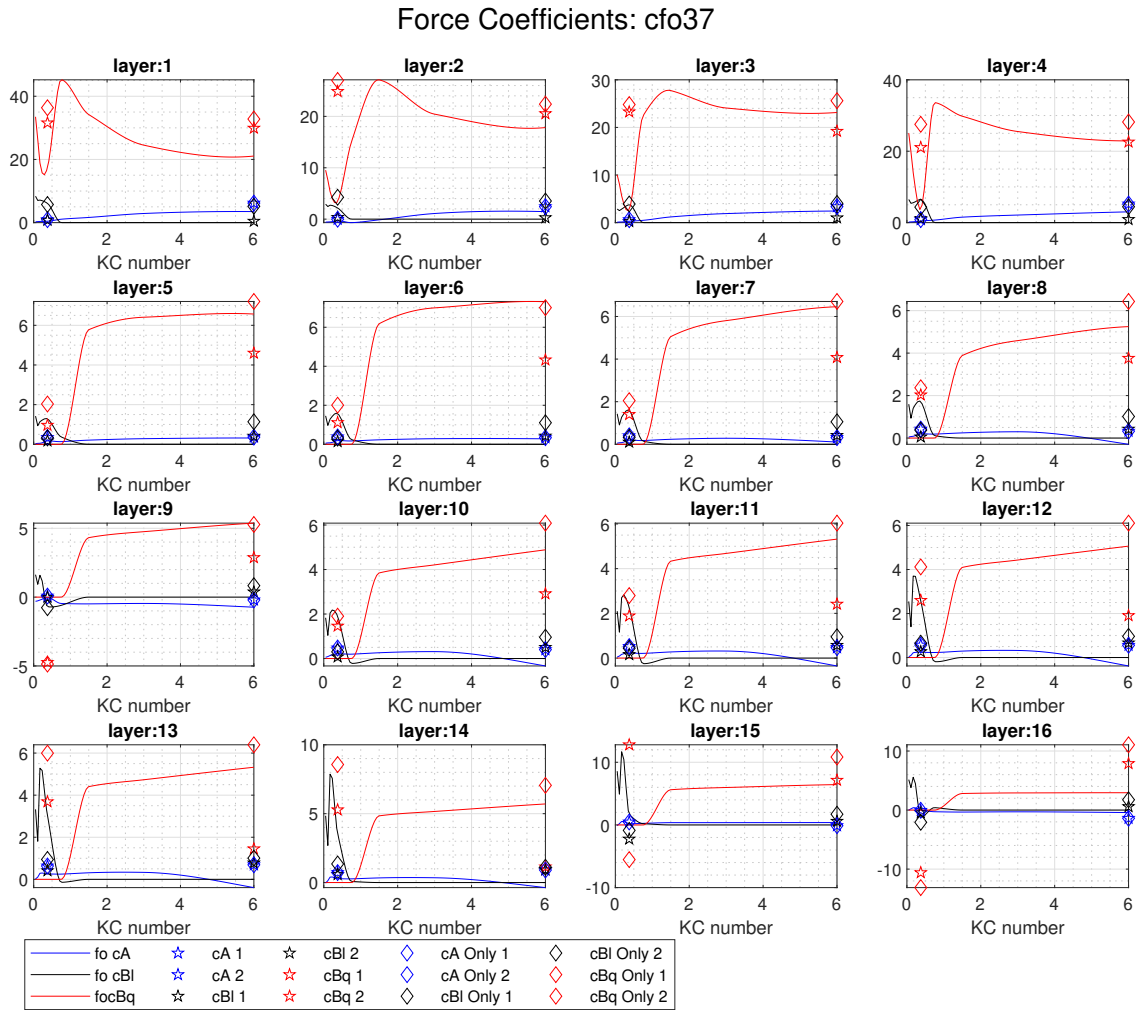 Force Coefficients: cfo37
layer:1
layer:2
layer:3
layer:4
40
20
0
20
10
0
30
20
10
0
40
20
0
0 2 4 6
0 2 4 6
0 2 4 6
0 2 4 6
KC number
KC number
KC number
KC number
layer:5
layer:6
layer:7
layer:8
6
4
2
0
6
4
2
0
6
4
2
0
6
4
2
0
0 2 4 6
0 2 4 6
0 2 4 6
0 2 4 6
KC number
KC number
KC number
KC number
layer:9
layer:10
layer:11
layer:12
5
0
-5
6
4
2
0
6
4
2
0
6
4
2
0
0 2 4 6
0 2 4 6
0 2 4 6
0 2 4 6
KC number
KC number
KC number
KC number
layer:13
layer:14
layer:15
layer:16
6
4
2
0
10
5
0
10
0
-10
10
0
-10
0 2 4 6
0 2 4 6
0 2 4 6
0 2 4 6
KC number
KC number
KC number
KC number
fo cA cA 1 cBl 2 cA Only 1 cBl Only 2
fo cBl cA 2 cBq 1 cA Only 2 cBq Only 1
focBq cBl 1 cBq 2 cBl Only 1 cBq Only 2